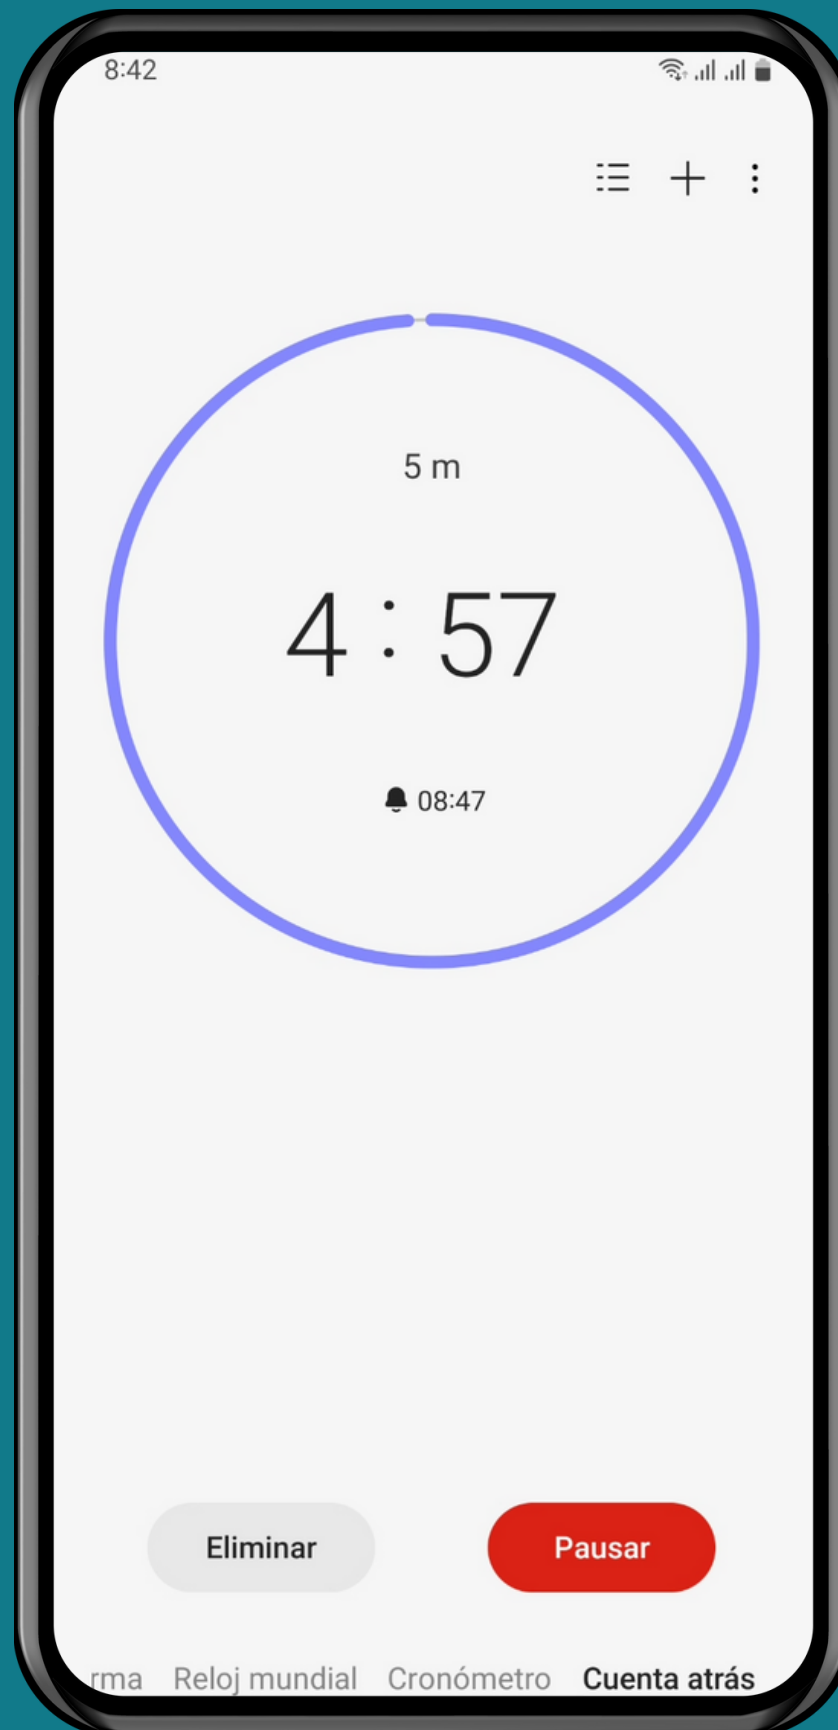 8:42
5 m
4 : 57
08:47
Eliminar Pausar
rma Reloj mundial Cronómetro Cuenta atrás